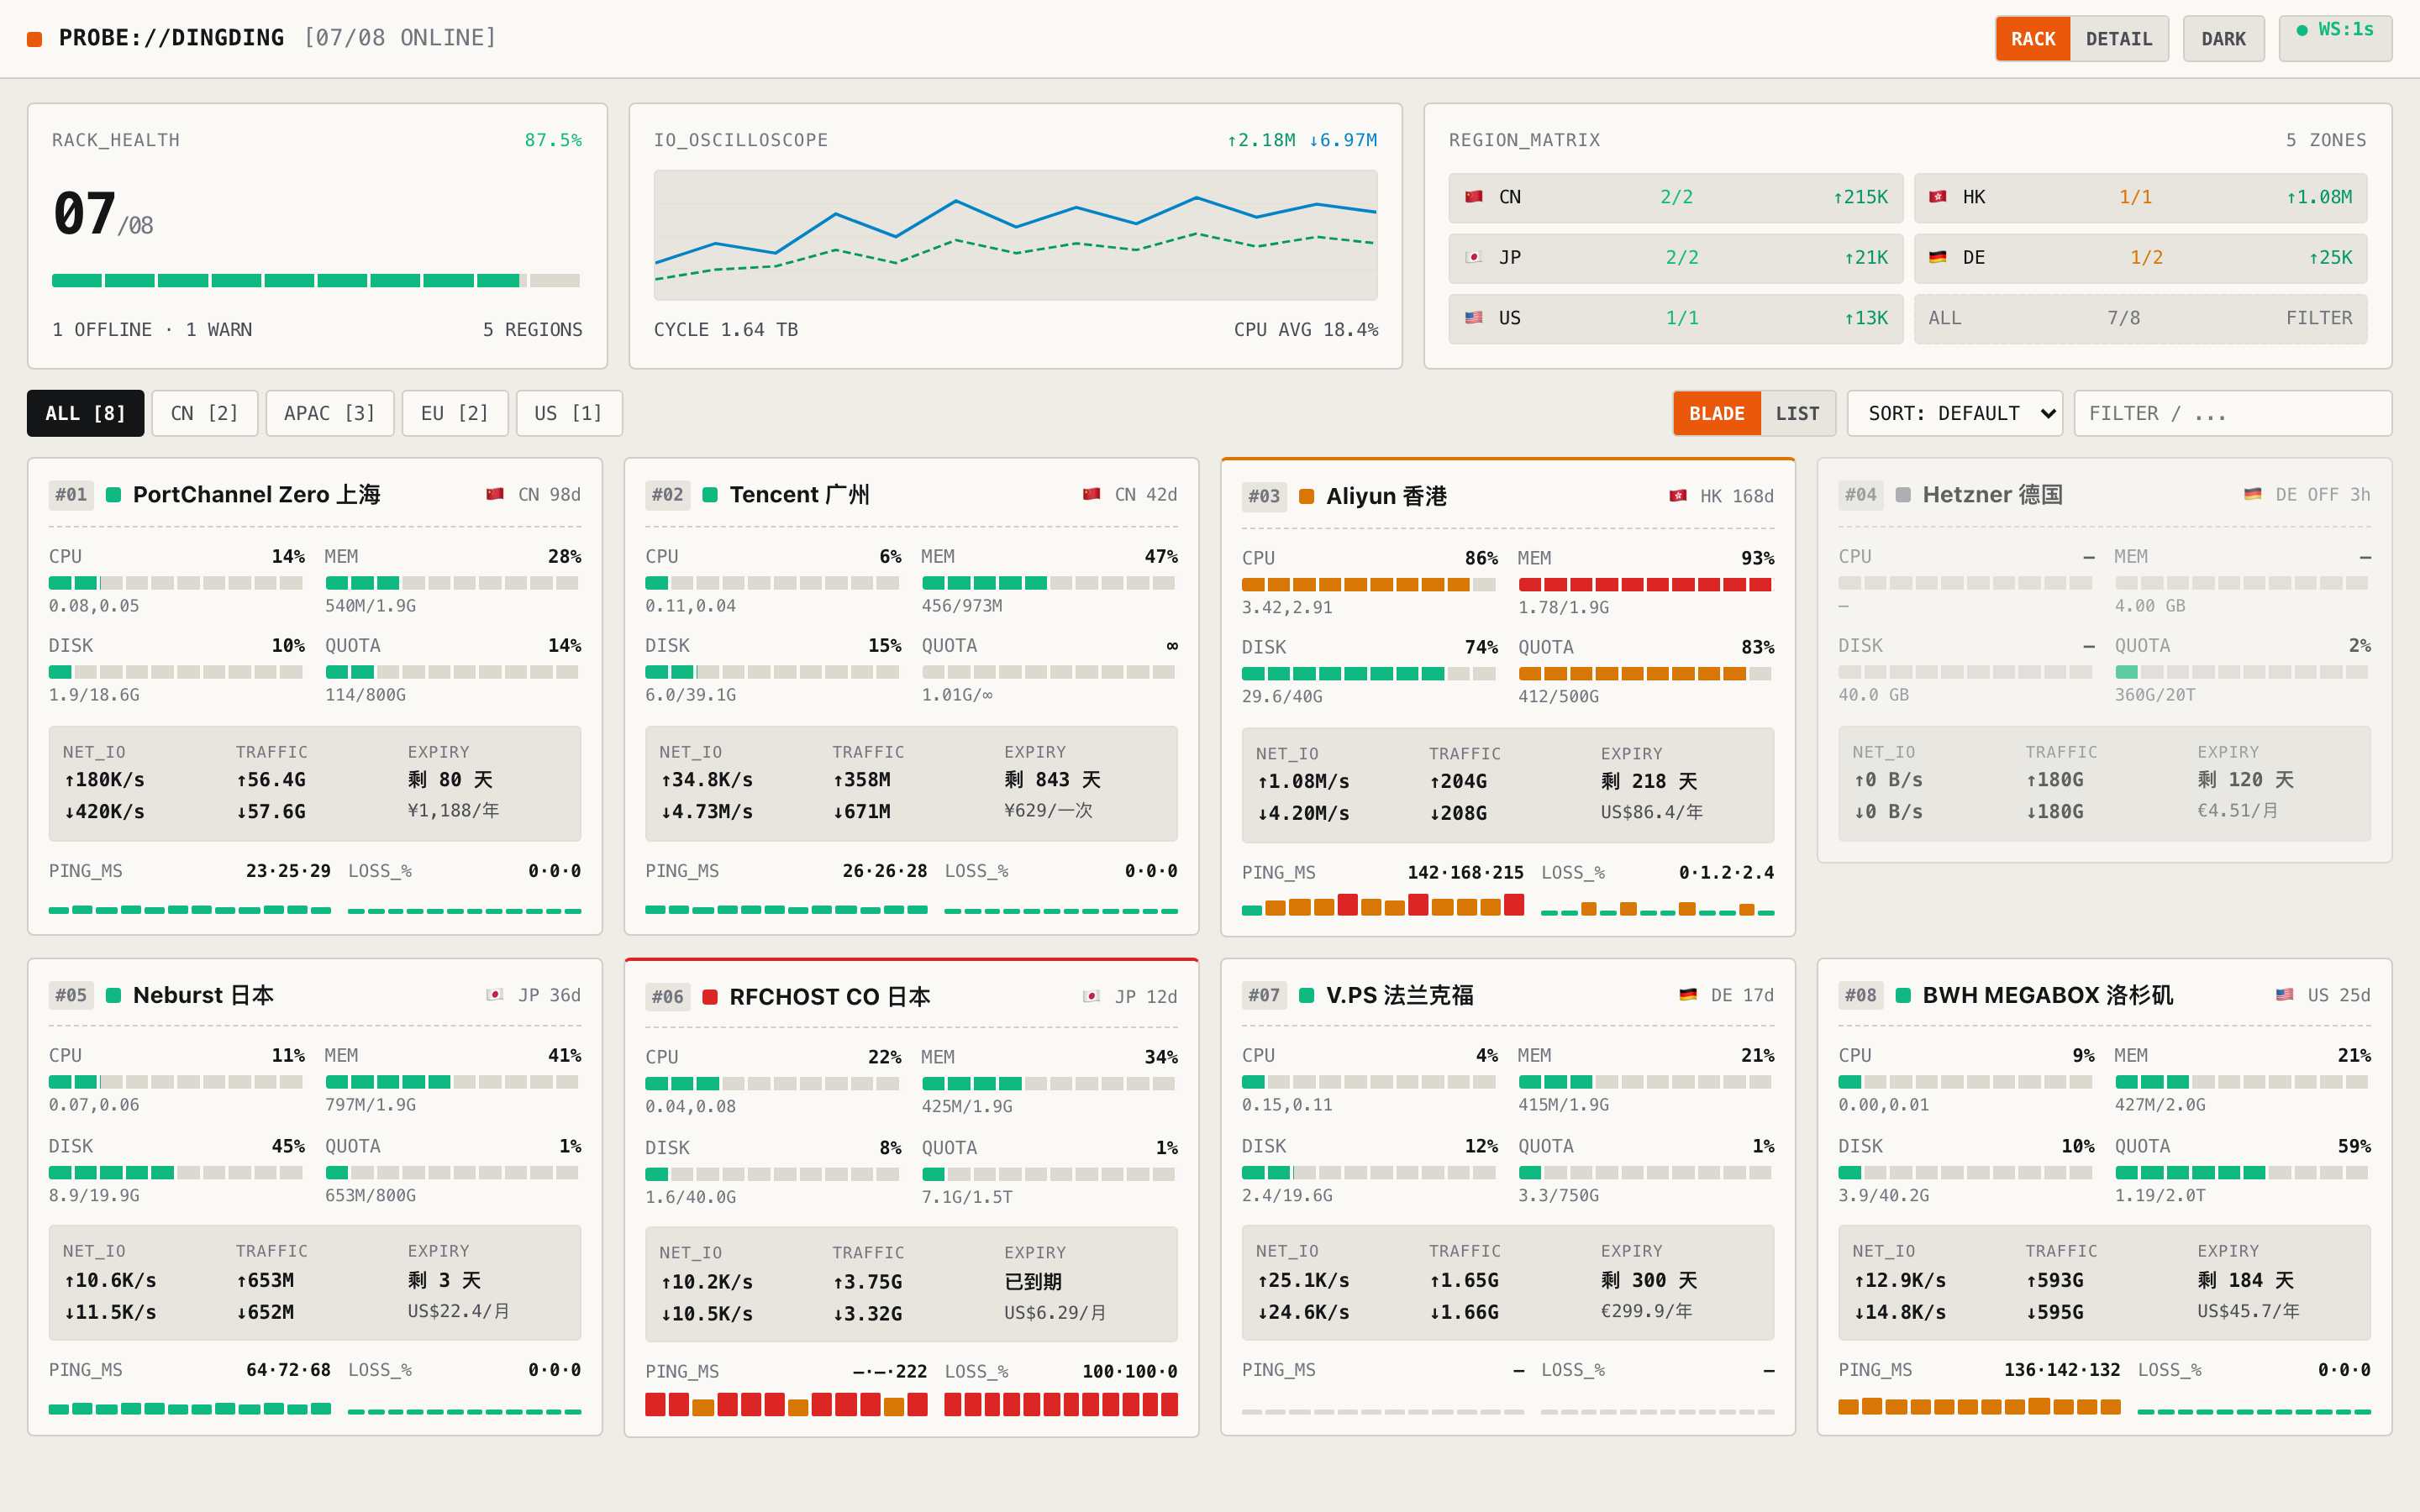 PROBE://DINGDING [07/08 ONLINE]
RACK DETAIL DARK ● WS:1s
RACK_HEALTH 87.5%
07/08
1 OFFLINE · 1 WARN 5 REGIONS
IO_OSCILLOSCOPE ↑2.18M ↓6.97M
CYCLE 1.64 TB CPU AVG 18.4%
REGION_MATRIX 5 ZONES
🇨🇳 CN 2/2 ↑215K
🇭🇰 HK 1/1 ↑1.08M
🇯🇵 JP 2/2 ↑21K
🇩🇪 DE 1/2 ↑25K
🇺🇸 US 1/1 ↑13K
ALL 7/8 FILTER
ALL [8] CN [2] APAC [3] EU [2] US [1]
BLADE LIST SORT: DEFAULT FILTER / ...
#01 PortChannel Zero 上海 🇨🇳 CN 98d
CPU 14% MEM 28%
0.08,0.05 540M/1.9G
DISK 10% QUOTA 14%
1.9/18.6G 114/800G
NET_IO TRAFFIC EXPIRY
↑180K/s ↑56.4G 剩 80 天
↓420K/s ↓57.6G ¥1,188/年
PING_MS 23·25·29 LOSS_% 0·0·0
#02 Tencent 广州 🇨🇳 CN 42d
CPU 6% MEM 47%
0.11,0.04 456/973M
DISK 15% QUOTA ∞
6.0/39.1G 1.01G/∞
NET_IO TRAFFIC EXPIRY
↑34.8K/s ↑358M 剩 843 天
↓4.73M/s ↓671M ¥629/一次
PING_MS 26·26·28 LOSS_% 0·0·0
#03 Aliyun 香港 🇭🇰 HK 168d
CPU 86% MEM 93%
3.42,2.91 1.78/1.9G
DISK 74% QUOTA 83%
29.6/40G 412/500G
NET_IO TRAFFIC EXPIRY
↑1.08M/s ↑204G 剩 218 天
↓4.20M/s ↓208G US$86.4/年
PING_MS 142·168·215 LOSS_% 0·1.2·2.4
#04 Hetzner 德国 🇩🇪 DE OFF 3h
CPU — MEM —
— 4.00 GB
DISK — QUOTA 2%
40.0 GB 360G/20T
NET_IO TRAFFIC EXPIRY
↑0 B/s ↑180G 剩 120 天
↓0 B/s ↓180G €4.51/月
#05 Neburst 日本 🇯🇵 JP 36d
CPU 11% MEM 41%
0.07,0.06 797M/1.9G
DISK 45% QUOTA 1%
8.9/19.9G 653M/800G
NET_IO TRAFFIC EXPIRY
↑10.6K/s ↑653M 剩 3 天
↓11.5K/s ↓652M US$22.4/月
PING_MS 64·72·68 LOSS_% 0·0·0
#06 RFCHOST CO 日本 🇯🇵 JP 12d
CPU 22% MEM 34%
0.04,0.08 425M/1.9G
DISK 8% QUOTA 1%
1.6/40.0G 7.1G/1.5T
NET_IO TRAFFIC EXPIRY
↑10.2K/s ↑3.75G 已到期
↓10.5K/s ↓3.32G US$6.29/月
PING_MS —·—·222 LOSS_% 100·100·0
#07 V.PS 法兰克福 🇩🇪 DE 17d
CPU 4% MEM 21%
0.15,0.11 415M/1.9G
DISK 12% QUOTA 1%
2.4/19.6G 3.3/750G
NET_IO TRAFFIC EXPIRY
↑25.1K/s ↑1.65G 剩 300 天
↓24.6K/s ↓1.66G €299.9/年
PING_MS — LOSS_% —
#08 BWH MEGABOX 洛杉矶 🇺🇸 US 25d
CPU 9% MEM 21%
0.00,0.01 427M/2.0G
DISK 10% QUOTA 59%
3.9/40.2G 1.19/2.0T
NET_IO TRAFFIC EXPIRY
↑12.9K/s ↑593G 剩 184 天
↓14.8K/s ↓595G US$45.7/年
PING_MS 136·142·132 LOSS_% 0·0·0